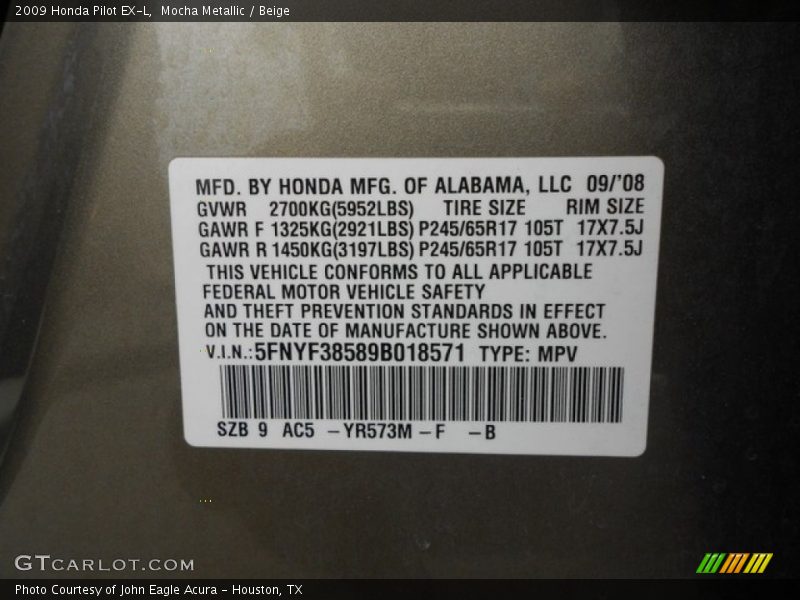 2009 Honda Pilot EX-L, Mocha Metallic / Beige
MFD. BY HONDA MFG. OF ALABAMA, LLC 09/'08
GVWR 2700KG(5952LBS) TIRE SIZE RIM SIZE
GAWR F 1325KG(2921LBS) P245/65R17 105T 17X7.5J
GAWR R 1450KG(3197LBS) P245/65R17 105T 17X7.5J
THIS VEHICLE CONFORMS TO ALL APPLICABLE
FEDERAL MOTOR VEHICLE SAFETY
AND THEFT PREVENTION STANDARDS IN EFFECT
ON THE DATE OF MANUFACTURE SHOWN ABOVE.
V.I.N.:5FNYF38589B018571 TYPE: MPV
SZB 9 AC5 -YR573M -F -B
GTCARLOT.COM
Photo Courtesy of John Eagle Acura - Houston, TX